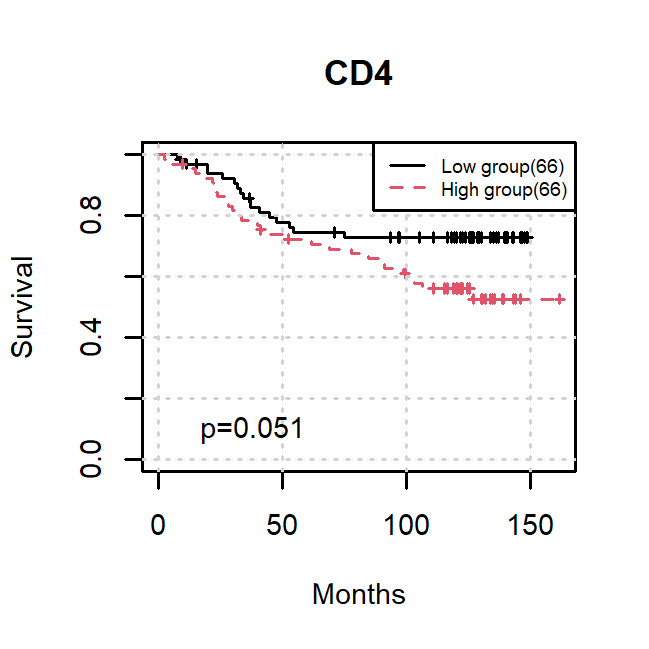 CD4
Low group(66)
High group(66)
0.8
0.4
0.0
Survival
p=0.051
0 50 100 150
Months